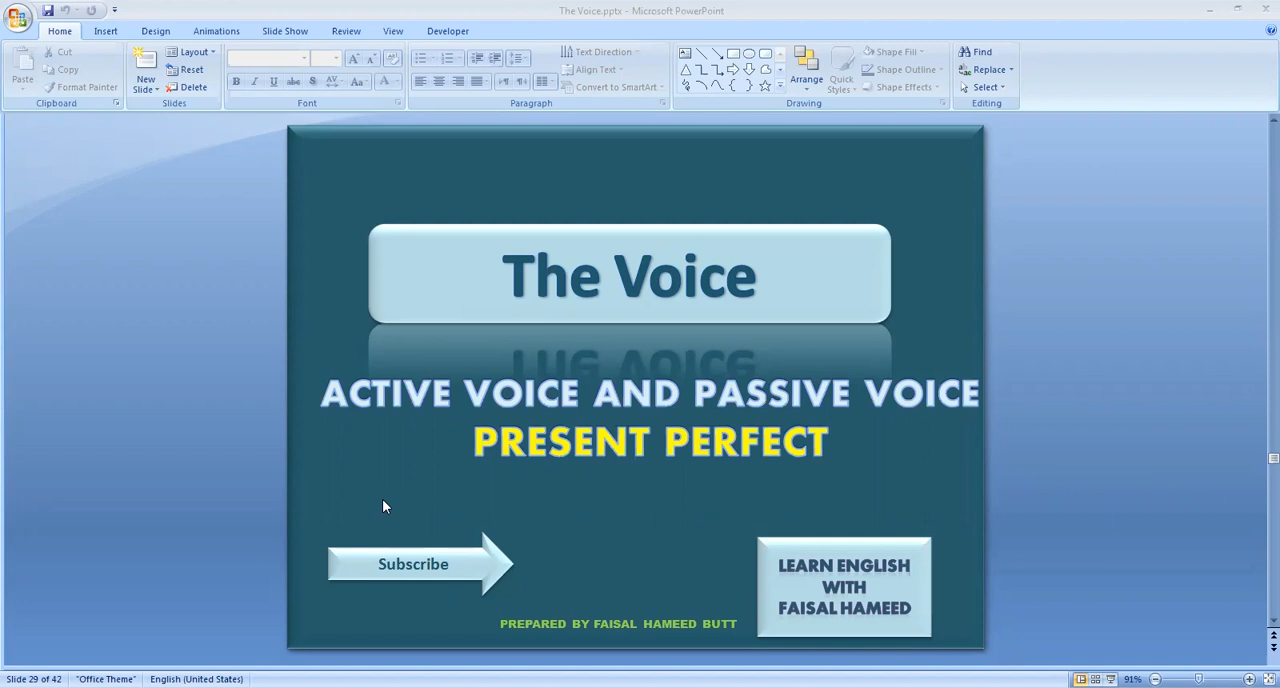 The Voice.pptx - Microsoft PowerPoint
Home Insert Design Animations Slide Show Review View Developer
Paste
Cut
Copy
Format Painter
Clipboard
New
Slide
Layout
Reset
Delete
Slides
B I U abc S AV Aa A
Font
Paragraph
Text Direction
Align Text
Convert to SmartArt
Arrange
Quick
Styles
Shape Fill
Shape Outline
Shape Effects
Drawing
Find
Replace
Select
Editing
The Voice
ACTIVE VOICE AND PASSIVE VOICE
PRESENT PERFECT
Subscribe
LEARN ENGLISH
WITH
FAISAL HAMEED
PREPARED BY FAISAL HAMEED BUTT
Slide 29 of 42 "Office Theme" English (United States) 91%